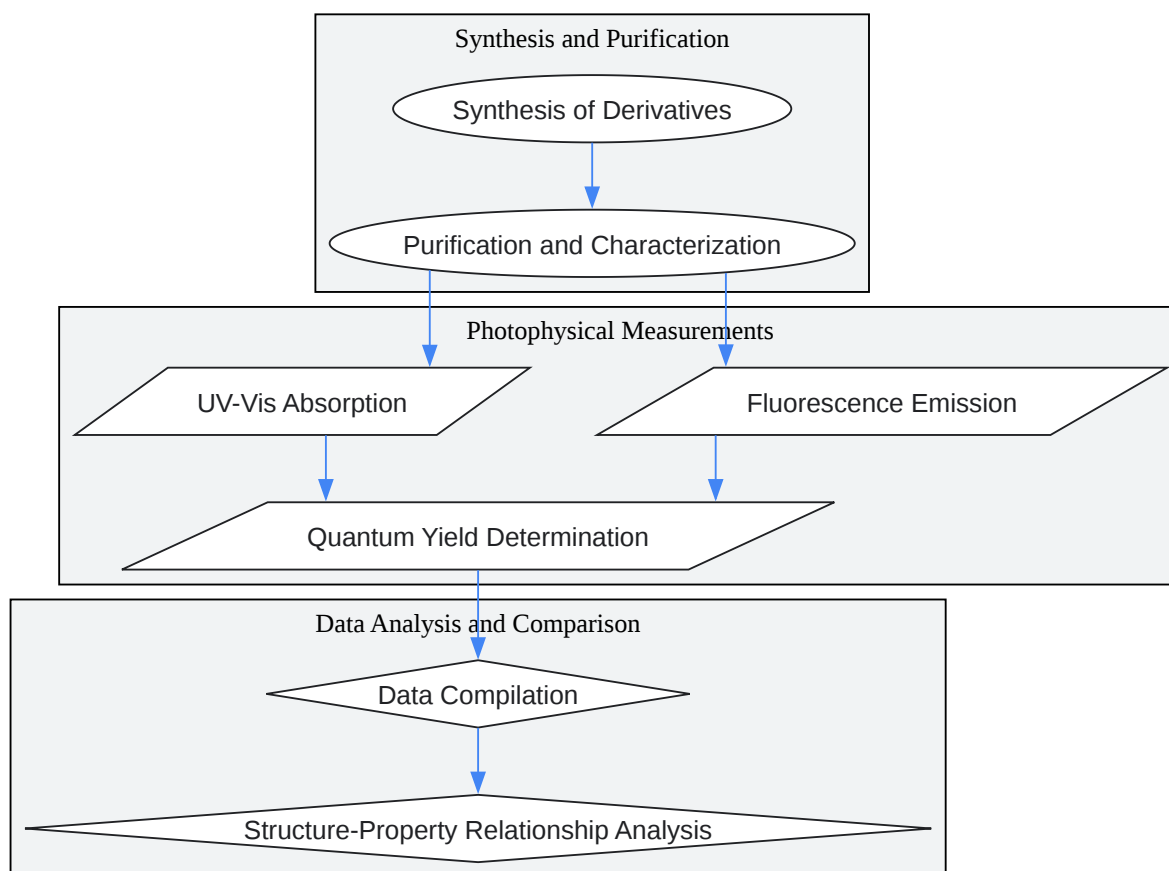 Synthesis and Purification
Synthesis of Derivatives
Purification and Characterization
Photophysical Measurements
UV-Vis Absorption
Fluorescence Emission
Quantum Yield Determination
Data Analysis and Comparison
Data Compilation
Structure-Property Relationship Analysis